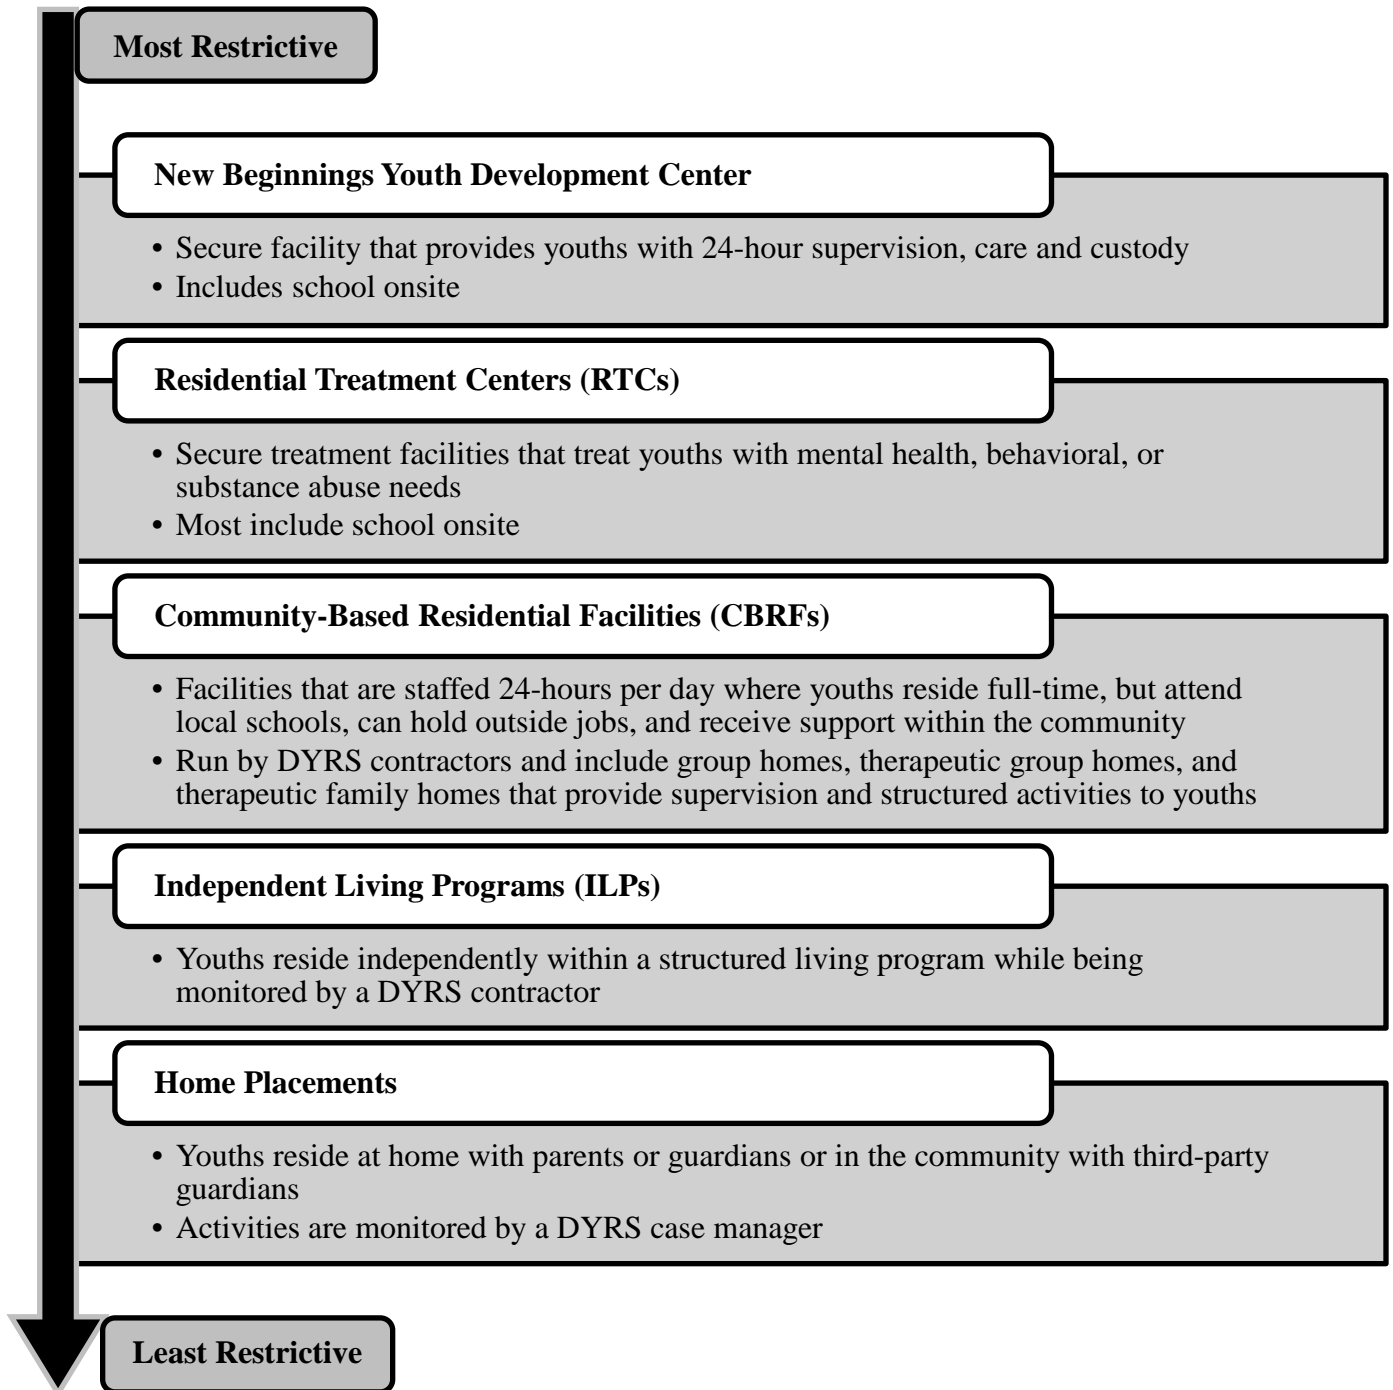 Most Restrictive
New Beginnings Youth Development Center
• Secure facility that provides youths with 24-hour supervision, care and custody
• Includes school onsite
Residential Treatment Centers (RTCs)
• Secure treatment facilities that treat youths with mental health, behavioral, or
substance abuse needs
• Most include school onsite
Community-Based Residential Facilities (CBRFs)
• Facilities that are staffed 24-hours per day where youths reside full-time, but attend
local schools, can hold outside jobs, and receive support within the community
• Run by DYRS contractors and include group homes, therapeutic group homes, and
therapeutic family homes that provide supervision and structured activities to youths
Independent Living Programs (ILPs)
• Youths reside independently within a structured living program while being
monitored by a DYRS contractor
Home Placements
• Youths reside at home with parents or guardians or in the community with third-party
guardians
• Activities are monitored by a DYRS case manager
Least Restrictive